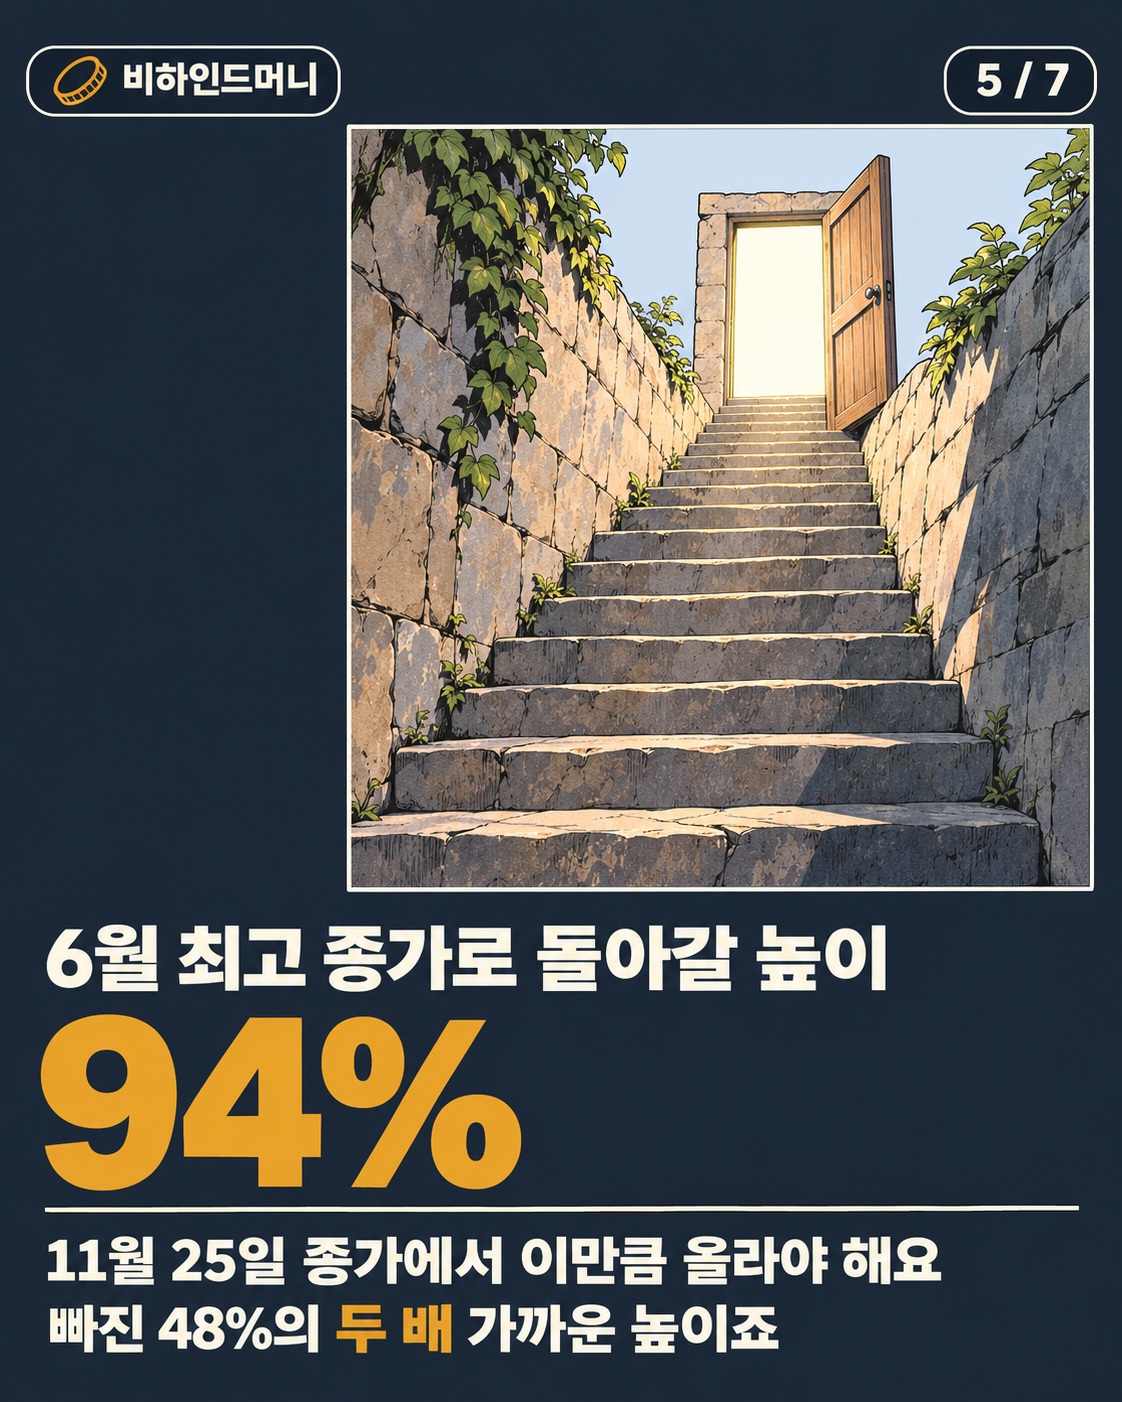 비하인드머니
5 / 7
6월 최고 종가로 돌아갈 높이
94%
11월 25일 종가에서 이만큼 올라야 해요
빠진 48%의 두 배 가까운 높이죠